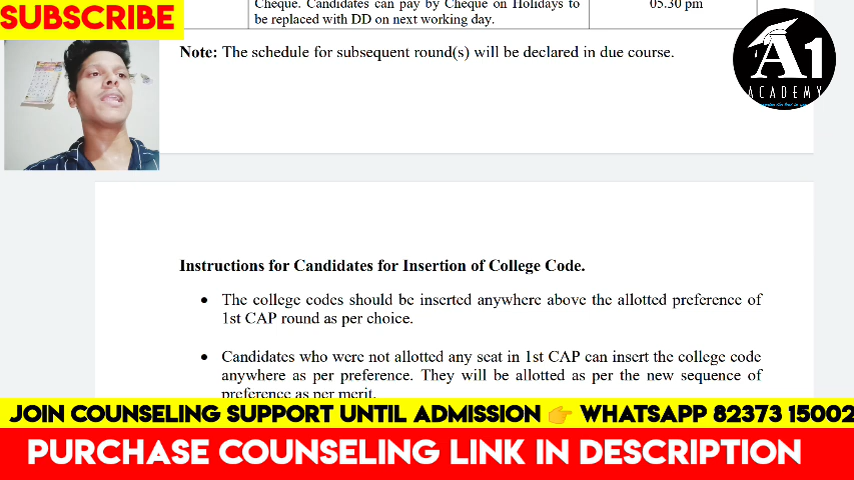 SUBSCRIBE
Cheque. Candidates can pay by Cheque on Holidays to
be replaced with DD on next working day.
05.30 pm
Note: The schedule for subsequent round(s) will be declared in due course.
A1
ACADEMY
Instructions for Candidates for Insertion of College Code.
• The college codes should be inserted anywhere above the allotted preference of
1st CAP round as per choice.
• Candidates who were not allotted any seat in 1st CAP can insert the college code
anywhere as per preference. They will be allotted as per the new sequence of
preference as per merit.
JOIN COUNSELING SUPPORT UNTIL ADMISSION 👉 WHATSAPP 82373 15002
PURCHASE COUNSELING LINK IN DESCRIPTION